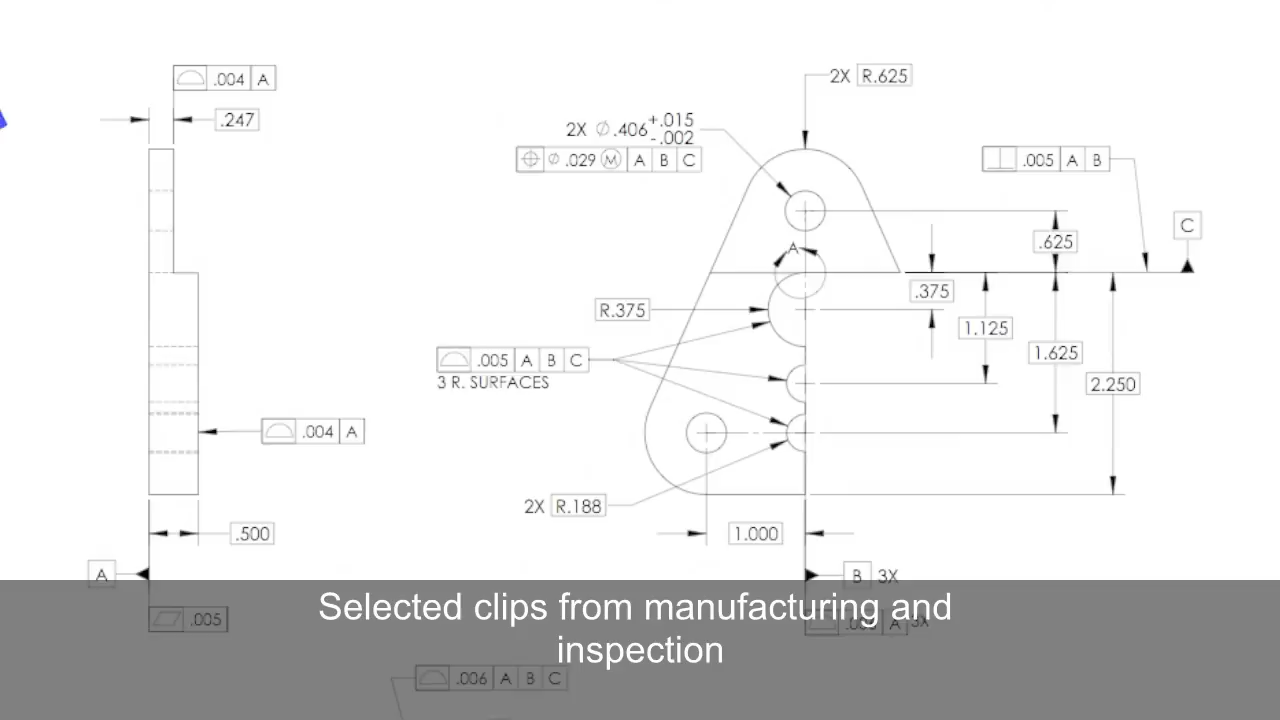 ⌓ .004 A
.247
2X R.625
2X ∅.406 +.015
-.002
⌖ ∅ .029 Ⓜ A B C
⟂ .005 A B
C
.625
A
.375
R.375
1.125
1.625
⌓ .005 A B C
3 R. SURFACES
2.250
⌓ .004 A
2X R.188
.500
1.000
A
B 3X
⏥ .005
A 3X
Selected clips from manufacturing and
inspection
⌓ .006 A B C